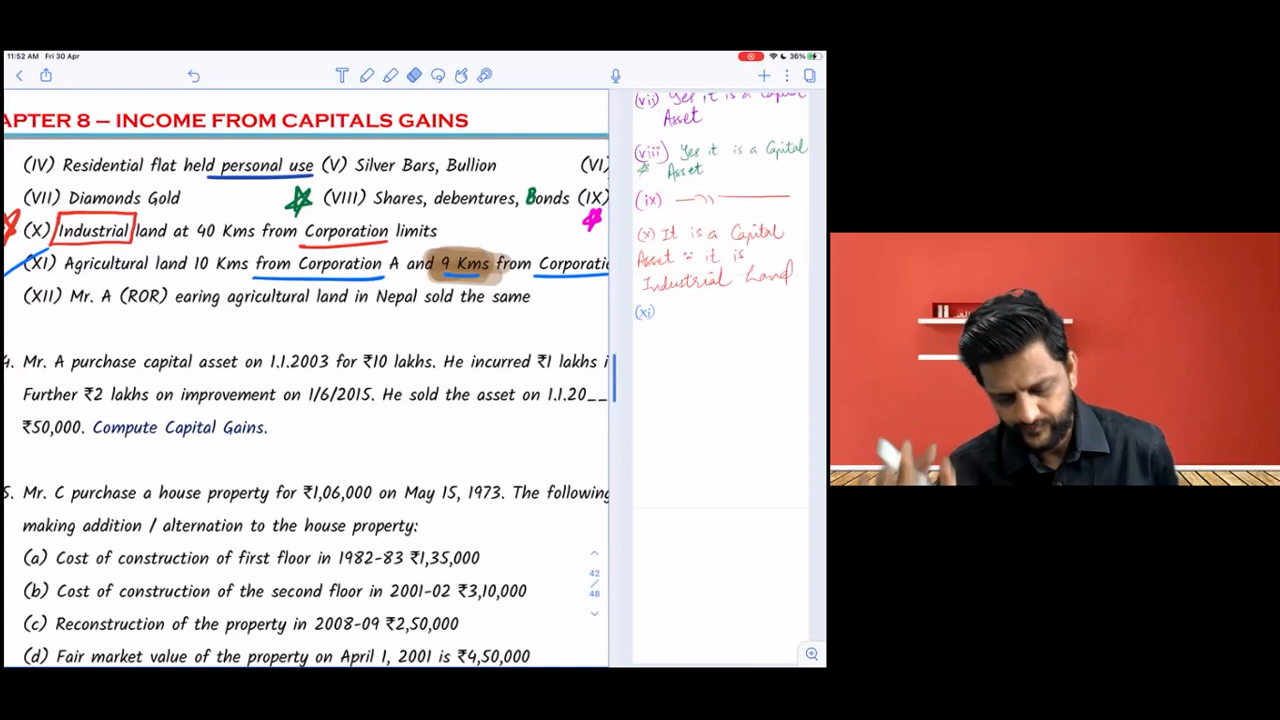 11:52 AM Fri 30 Apr
36%
APTER 8 – INCOME FROM CAPITALS GAINS
(IV) Residential flat held personal use (V) Silver Bars, Bullion (VI)
(VII) Diamonds Gold (VIII) Shares, debentures, Bonds (IX)
(X) Industrial land at 40 Kms from Corporation limits
(XI) Agricultural land 10 Kms from Corporation A and 9 Kms from Corporatio
(XII) Mr. A (ROR) earing agricultural land in Nepal sold the same
4. Mr. A purchase capital asset on 1.1.2003 for ₹10 lakhs. He incurred ₹1 lakhs i
Further ₹2 lakhs on improvement on 1/6/2015. He sold the asset on 1.1.20__
₹50,000. Compute Capital Gains.
5. Mr. C purchase a house property for ₹1,06,000 on May 15, 1973. The following
making addition / alternation to the house property:
(a) Cost of construction of first floor in 1982-83 ₹1,35,000
(b) Cost of construction of the second floor in 2001-02 ₹3,10,000
(c) Reconstruction of the property in 2008-09 ₹2,50,000
(d) Fair market value of the property on April 1, 2001 is ₹4,50,000
42
/
48
(vii) Yes it is a Capital
Asset
(viii) Yes it is a Capital
Asset
(ix)
(x) It is a Capital
Asset ∵ it is
Industrial Land
(xi)